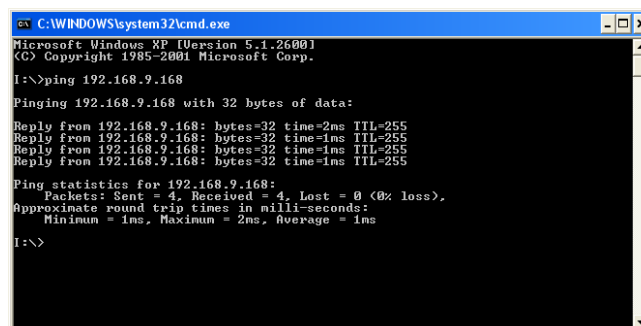 C:\WINDOWS\system32\cmd.exe
Microsoft Windows XP [Version 5.1.2600]
(C) Copyright 1985-2001 Microsoft Corp.
I:\>ping 192.168.9.168
Pinging 192.168.9.168 with 32 bytes of data:
Reply from 192.168.9.168: bytes=32 time=2ms TTL=255
Reply from 192.168.9.168: bytes=32 time=1ms TTL=255
Reply from 192.168.9.168: bytes=32 time=1ms TTL=255
Reply from 192.168.9.168: bytes=32 time=1ms TTL=255
Ping statistics for 192.168.9.168:
Packets: Sent = 4, Received = 4, Lost = 0 (0% loss),
Approximate round trip times in milli-seconds:
Minimum = 1ms, Maximum = 2ms, Average = 1ms
I:\>